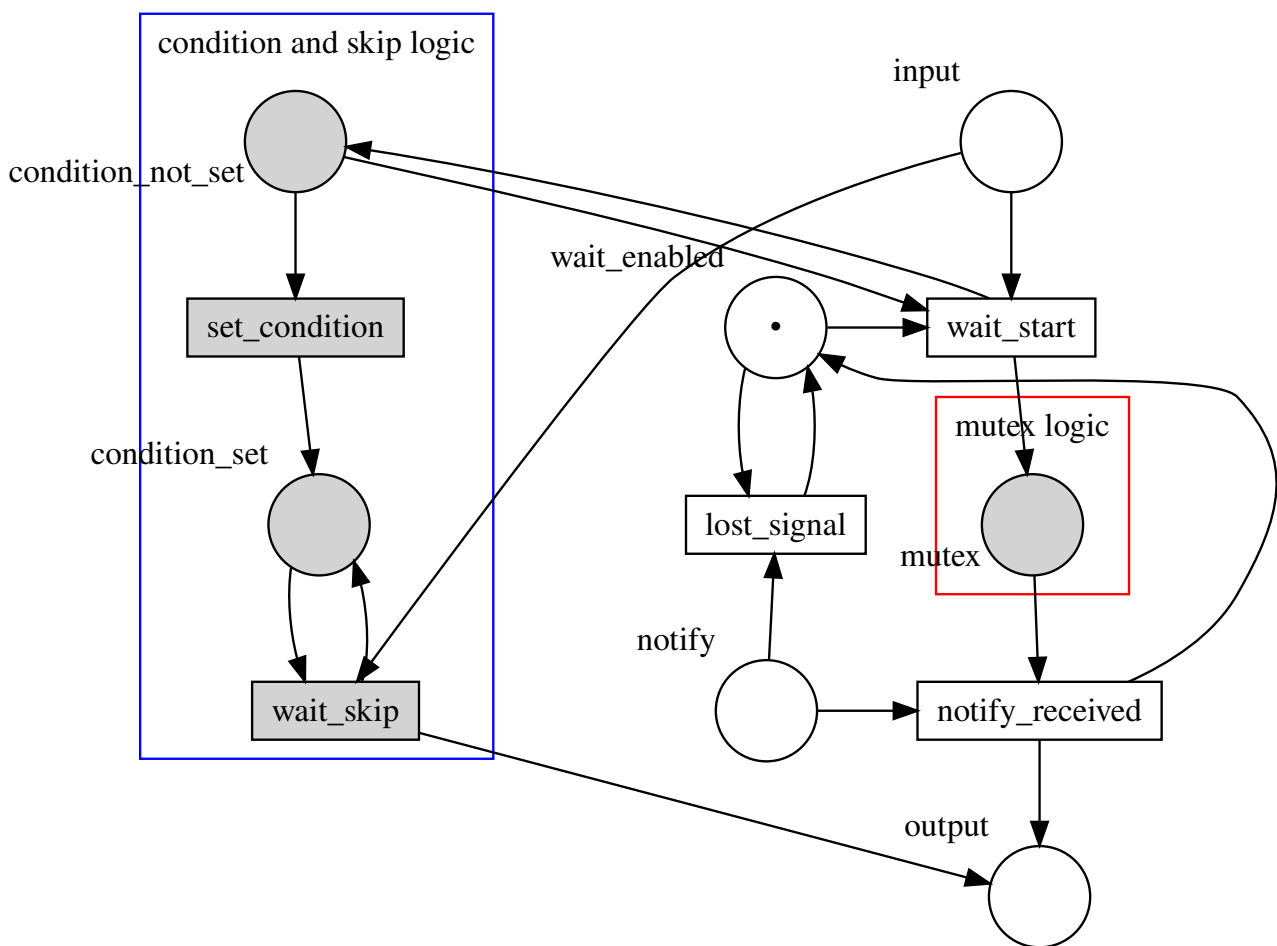 condition and skip logic
input
condition_not_set
wait_enabled
set_condition
wait_start
mutex logic
condition_set
lost_signal
mutex
notify
wait_skip
notify_received
output